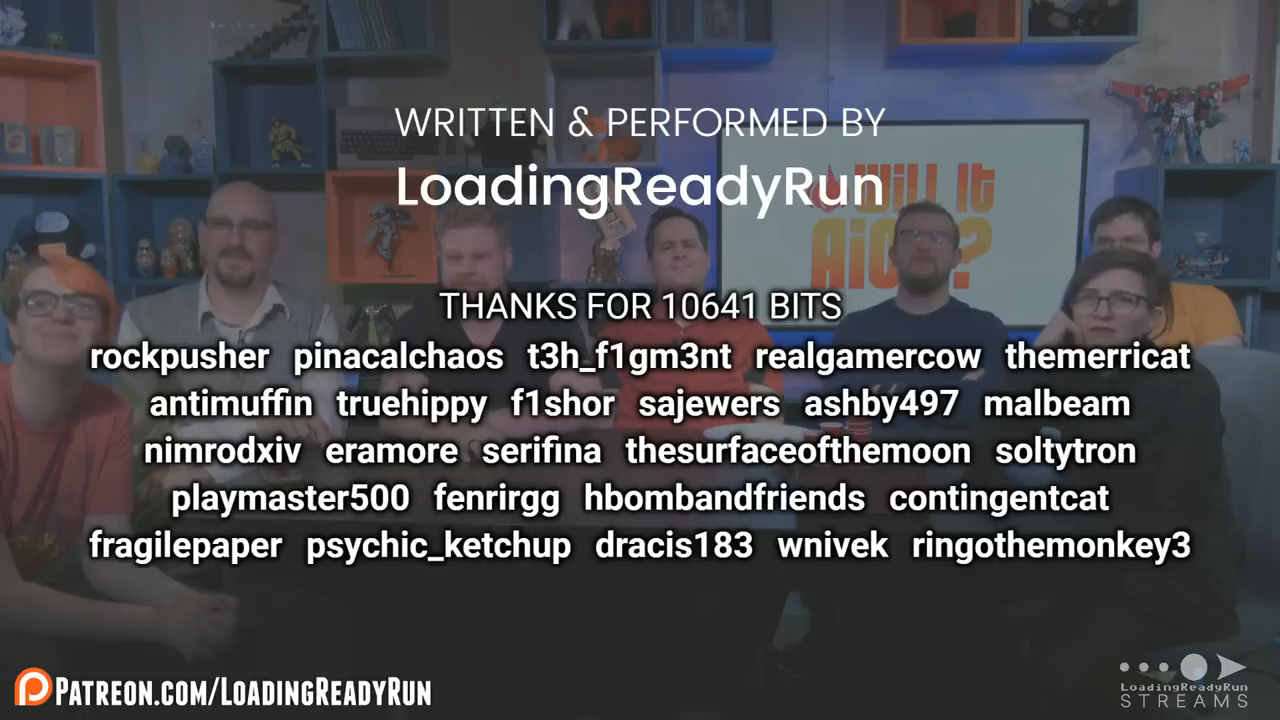 WRITTEN & PERFORMED BY
LoadingReadyRun
Will It
THANKS FOR 10641 BITS
rockpusher pinacalchaos t3h_f1gm3nt realgamercow themerricat
antimuffin truehippy f1shor sajewers ashby497 malbeam
nimrodxiv eramore serifina thesurfaceofthemoon soltytron
playmaster500 fenrirgg hbombandfriends contingentcat
fragilepaper psychic_ketchup dracis183 wnivek ringothemonkey3
PATREON.COM/LOADINGREADYRUN
LoadingReadyRun
STREAMS